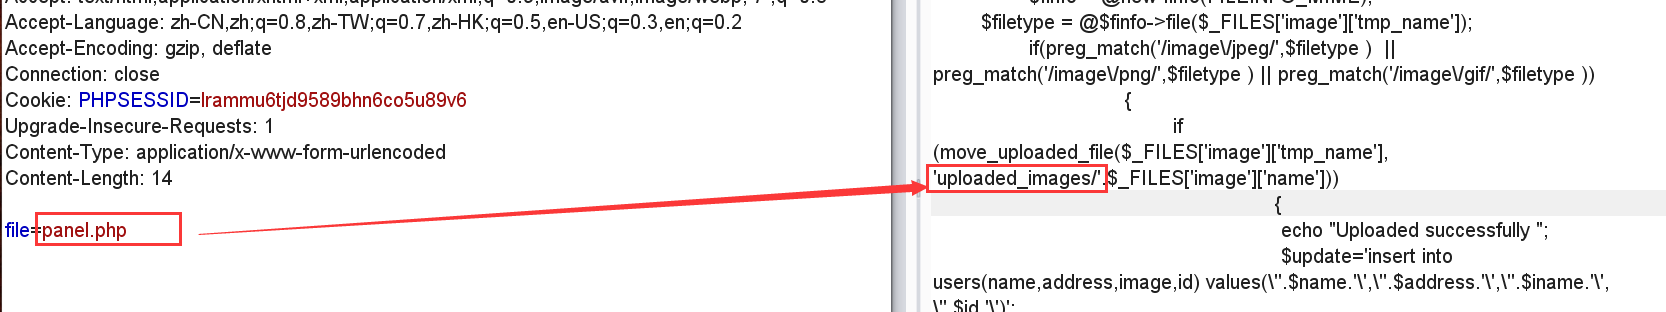 Accept-Language: zh-CN,zh;q=0.8,zh-TW;q=0.7,zh-HK;q=0.5,en-US;q=0.3,en;q=0.2
Accept-Encoding: gzip, deflate
Connection: close
Cookie: PHPSESSID=lrammu6tjd9589bhn6co5u89v6
Upgrade-Insecure-Requests: 1
Content-Type: application/x-www-form-urlencoded
Content-Length: 14
file=panel.php
$filetype = @$finfo->file($_FILES['image']['tmp_name']);
if(preg_match('/image\/jpeg/',$filetype ) ||
preg_match('/image\/png/',$filetype ) || preg_match('/image\/gif/',$filetype ))
{
if
(move_uploaded_file($_FILES['image']['tmp_name'],
'uploaded_images/'.$_FILES['image']['name']))
{
echo "Uploaded successfully ";
$update='insert into
users(name,address,image,id) values(\''.$name.'\',\''.$address.'\',\''.$iname.'\',
\''.$id.'\')';